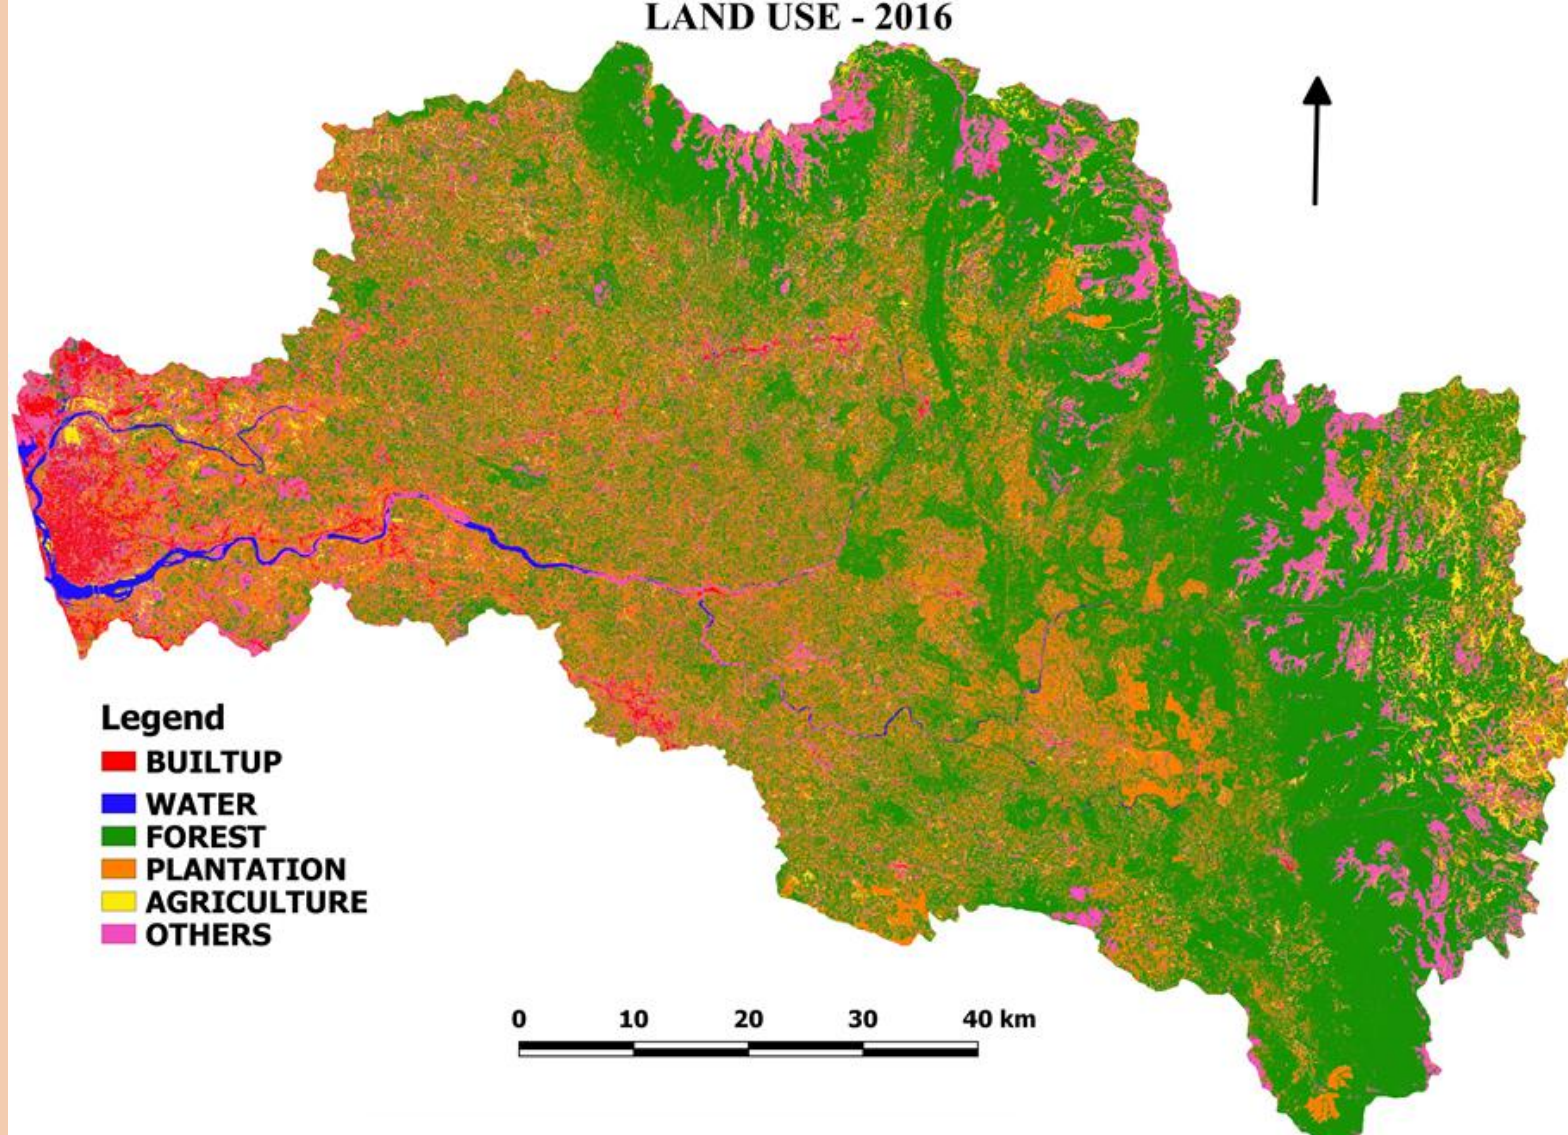 LAND USE - 2016
Legend
BUILTUP
WATER
FOREST
PLANTATION
AGRICULTURE
OTHERS
0 10 20 30 40 km